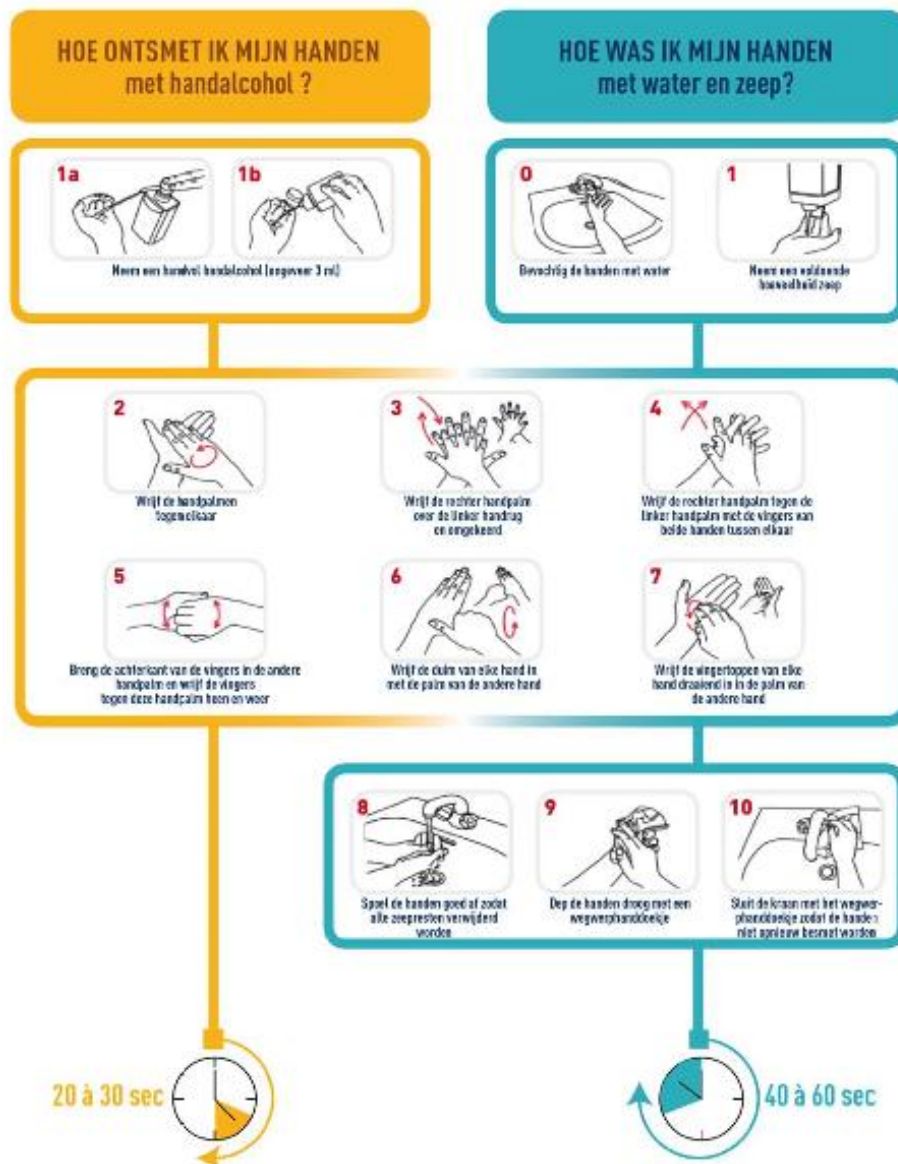 HOE ONTSMET IK MIJN HANDEN
met handalcohol ?
HOE WAS IK MIJN HANDEN
met water en zeep?
1a
1b
Neem een handvol handalcohol (ongeveer 3 ml)
0
Bevochtig de handen met water
1
Neem een voldoende
hoeveelheid zeep
2
Wrijf de handpalmen
tegen elkaar
3
Wrijf de rechter handpalm
over de linker handrug
en omgekeerd
4
Wrijf de rechter handpalm tegen de
linker handpalm met de vingers van
beide handen tussen elkaar
5
Breng de achterkant van de vingers in de andere
handpalm en wrijf de vingers
tegen deze handpalm heen en weer
6
Wrijf de duim van elke hand in
met de palm van de andere hand
7
Wrijf de vingertoppen van elke
hand draaiend in in de palm van
de andere hand
8
Spoel de handen goed af zodat
alle zeepresten verwijderd
worden
9
Dep de handen droog met een
wegwerphanddoekje
10
Sluit de kraan met het wegwer-
phanddoekje zodat de handen
niet opnieuw besmet worden
20 à 30 sec
40 à 60 sec